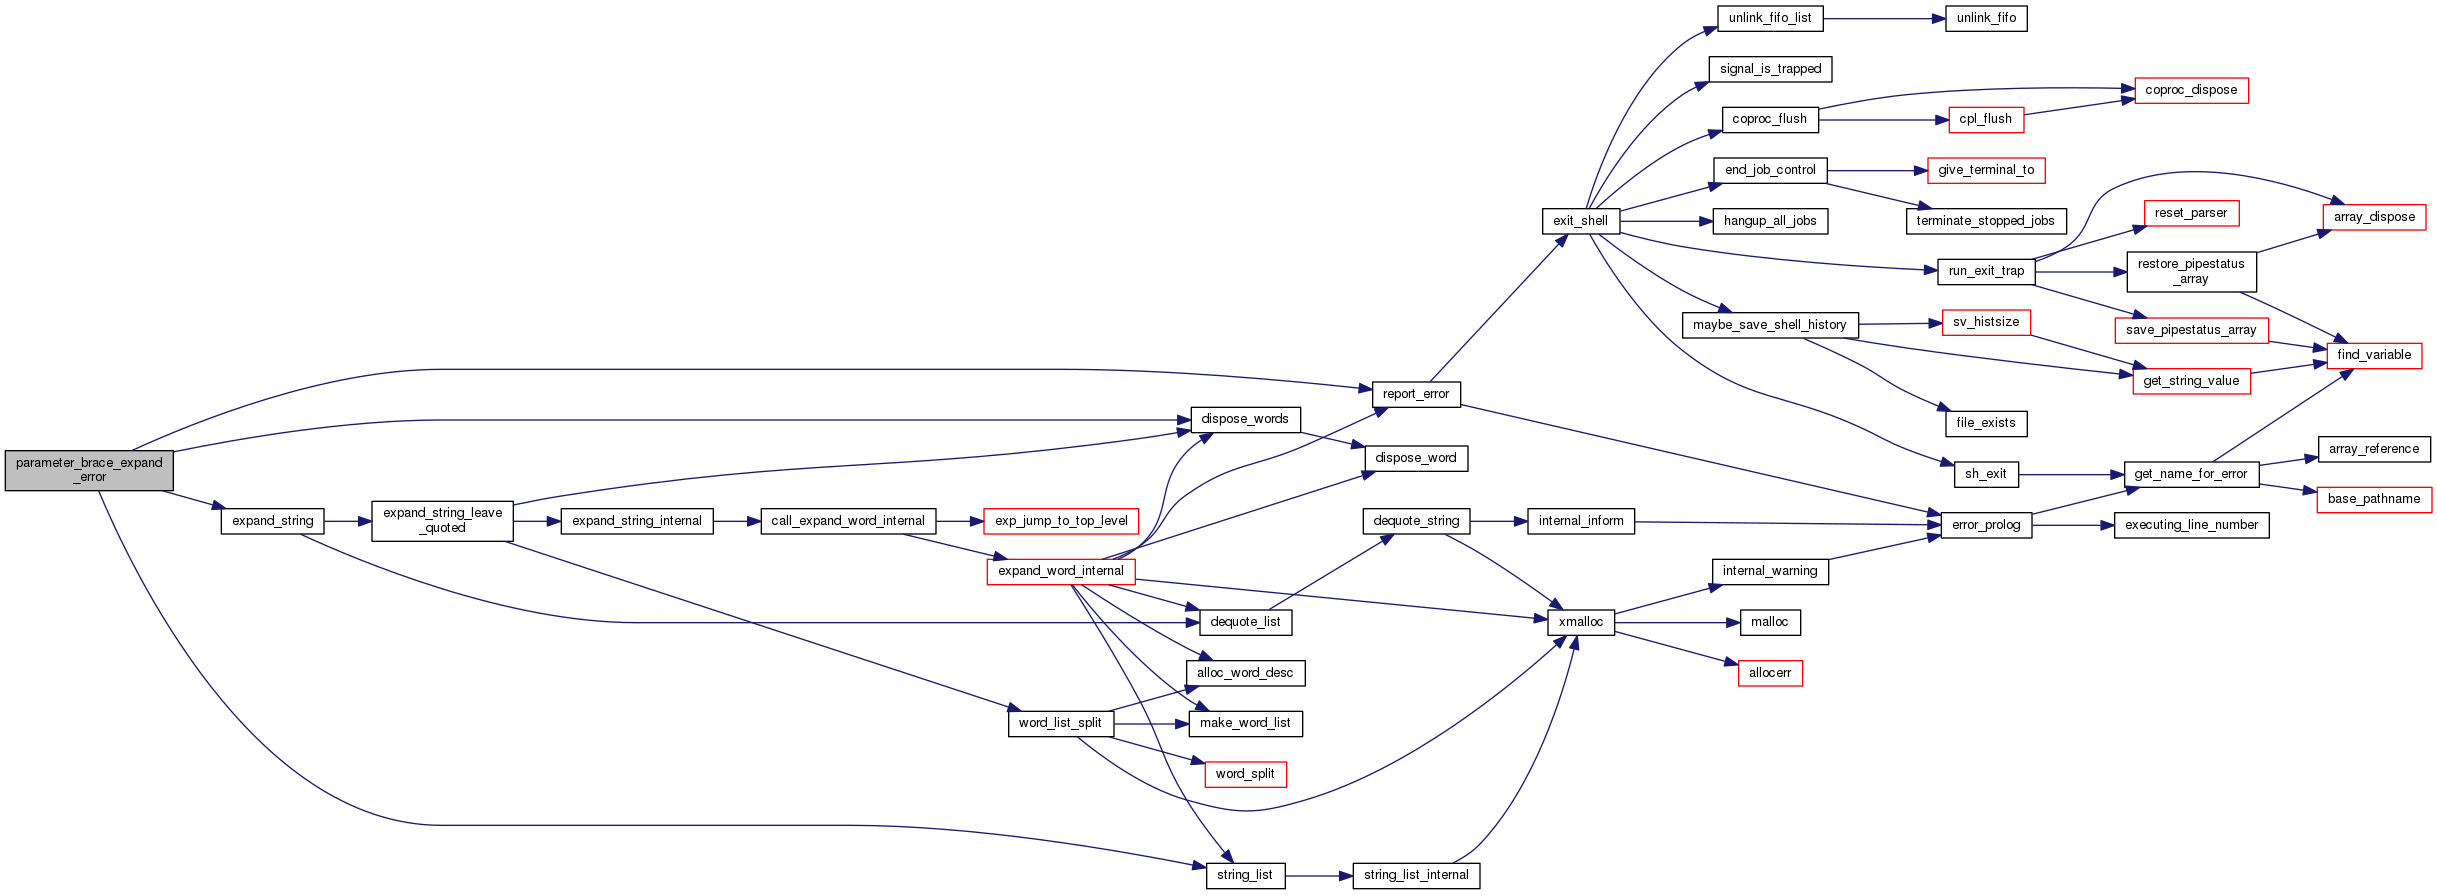 parameter_brace_expand
_error
expand_string
expand_string_leave
_quoted
expand_string_internal
call_expand_word_internal
exp_jump_to_top_level
expand_word_internal
word_list_split
dispose_words
dequote_list
alloc_word_desc
make_word_list
word_split
string_list
report_error
dispose_word
dequote_string
string_list_internal
exit_shell
internal_inform
xmalloc
unlink_fifo_list
signal_is_trapped
coproc_flush
end_job_control
hangup_all_jobs
maybe_save_shell_history
internal_warning
malloc
allocerr
unlink_fifo
cpl_flush
give_terminal_to
terminate_stopped_jobs
run_exit_trap
sv_histsize
file_exists
sh_exit
error_prolog
coproc_dispose
reset_parser
restore_pipestatus
_array
save_pipestatus_array
get_string_value
get_name_for_error
executing_line_number
array_dispose
find_variable
array_reference
base_pathname